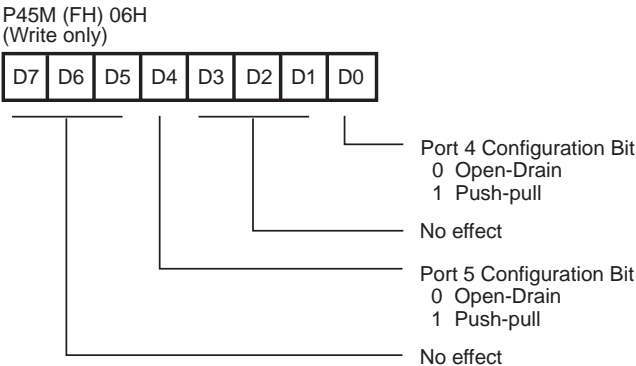 P45M (FH) 06H
(Write only)
D7 D6 D5 D4 D3 D2 D1 D0
Port 4 Configuration Bit
0 Open-Drain
1 Push-pull
No effect
Port 5 Configuration Bit
0 Open-Drain
1 Push-pull
No effect